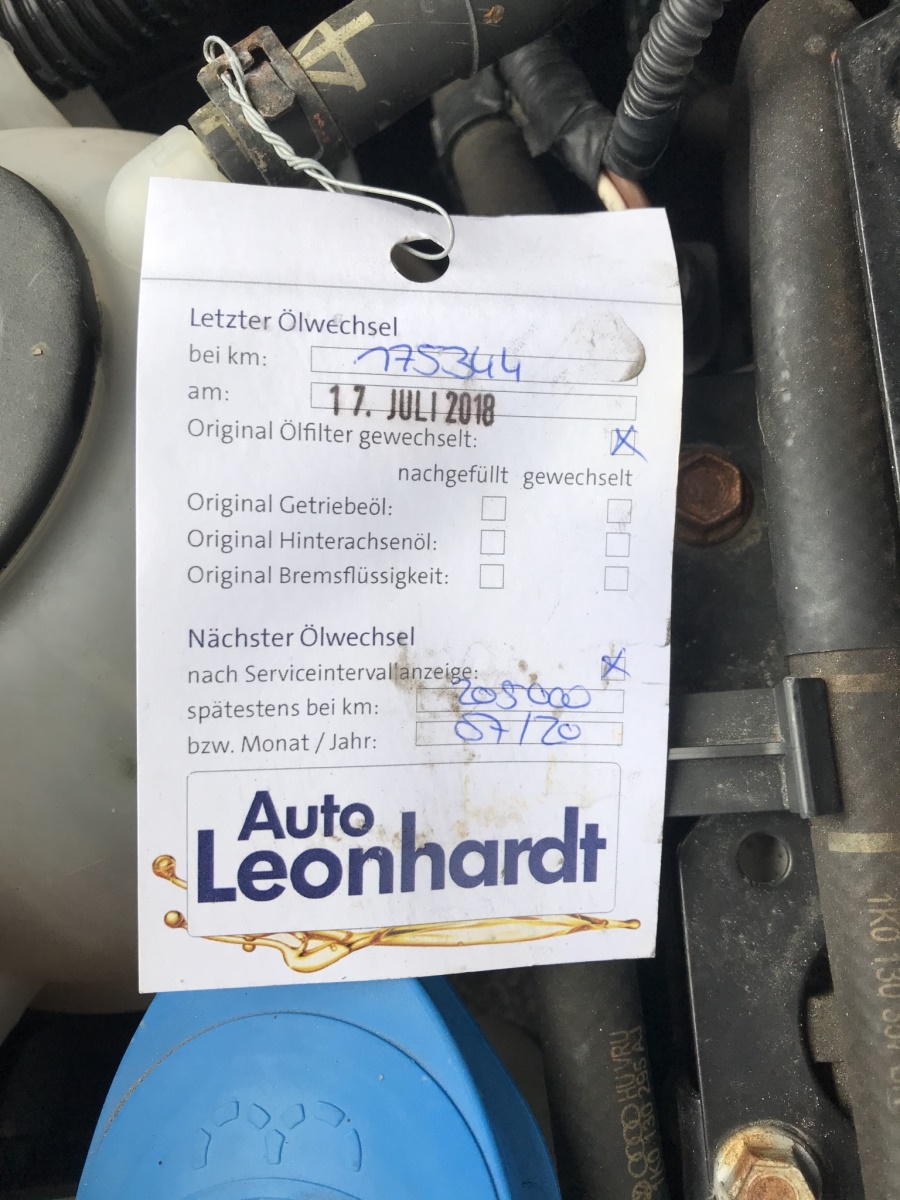 Letzter Ölwechsel
bei km: 175344
am: 17. JULI 2018
Original Ölfilter gewechselt: X
nachgefüllt gewechselt
Original Getriebeöl:
Original Hinterachsenöl:
Original Bremsflüssigkeit:
Nächster Ölwechsel
nach Serviceintervallanzeige: X
spätestens bei km: 205000
bzw. Monat / Jahr: 07/20
Auto
Leonhardt